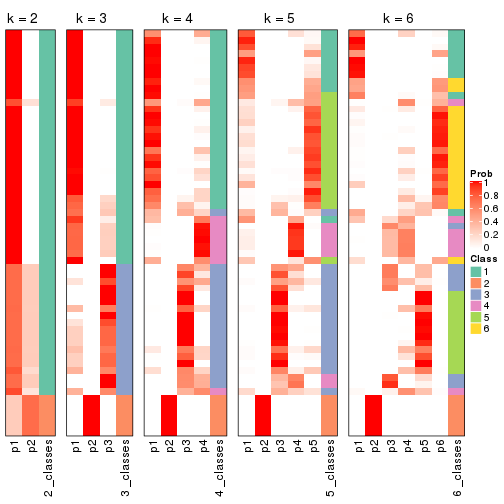 k = 2
k = 3
k = 4
k = 5
k = 6
p1
p2
2_classes
p1
p2
p3
3_classes
p1
p2
p3
p4
4_classes
p1
p2
p3
p4
p5
5_classes
p1
p2
p3
p4
p5
p6
6_classes
Prob
1
0.8
0.6
0.4
0.2
0
Class
1
2
3
4
5
6